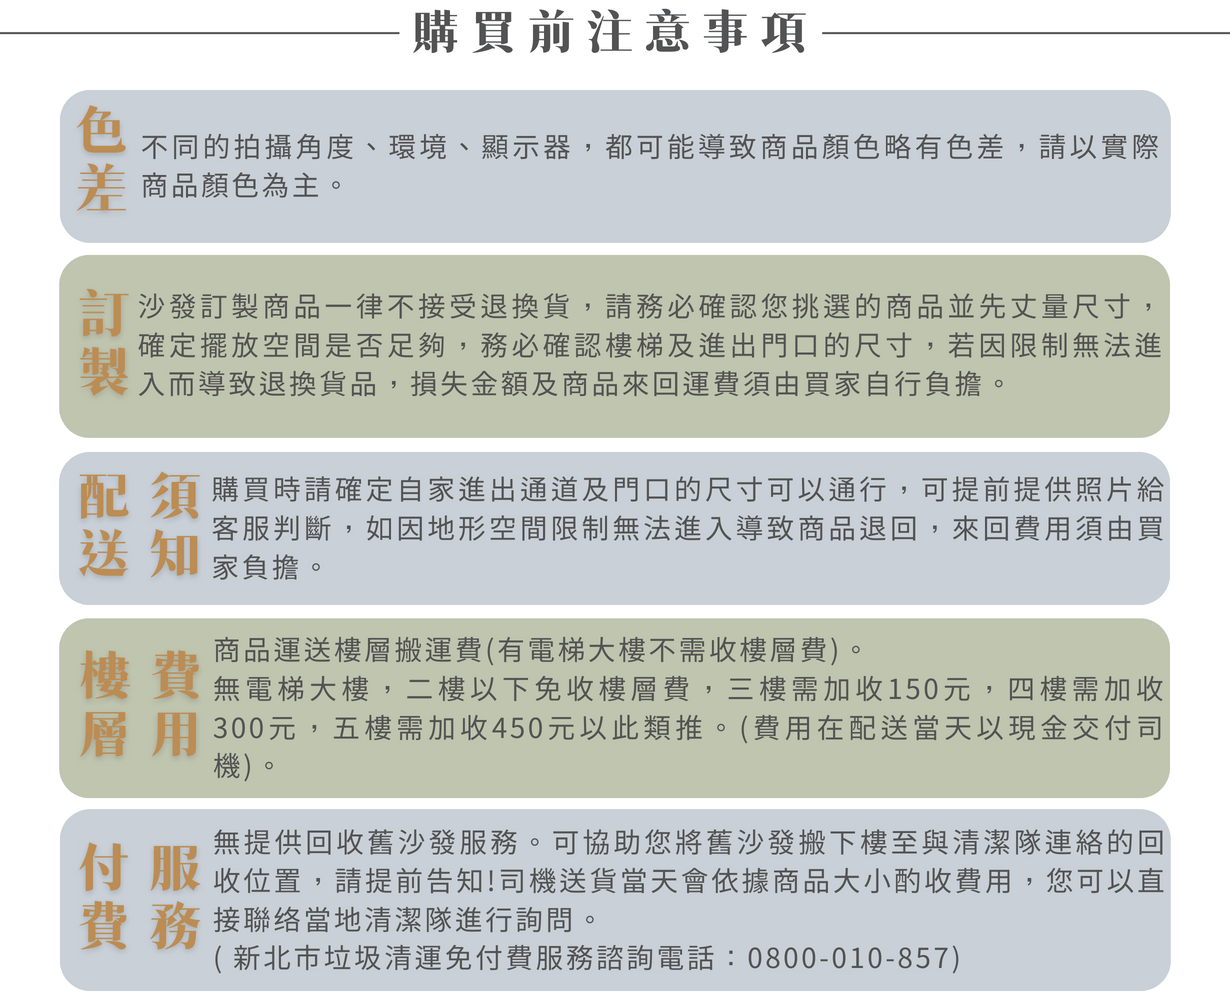 購買前注意事項
色差
不同的拍攝角度、環境、顯示器，都可能導致商品顏色略有色差，請以實際
商品顏色為主。
訂製
沙發訂製商品一律不接受退換貨，請務必確認您挑選的商品並先丈量尺寸，
確定擺放空間是否足夠，務必確認樓梯及進出門口的尺寸，若因限制無法進
入而導致退換貨品，損失金額及商品來回運費須由買家自行負擔。
配送須知
購買時請確定自家進出通道及門口的尺寸可以通行，可提前提供照片給
客服判斷，如因地形空間限制無法進入導致商品退回，來回費用須由買
家負擔。
樓層費用
商品運送樓層搬運費(有電梯大樓不需收樓層費)。
無電梯大樓，二樓以下免收樓層費，三樓需加收150元，四樓需加收
300元，五樓需加收450元以此類推。(費用在配送當天以現金交付司
機)。
付費服務
無提供回收舊沙發服務。可協助您將舊沙發搬下樓至與清潔隊連絡的回
收位置，請提前告知!司機送貨當天會依據商品大小酌收費用，您可以直
接聯絡當地清潔隊進行詢問。
( 新北市垃圾清運免付費服務諮詢電話：0800-010-857)